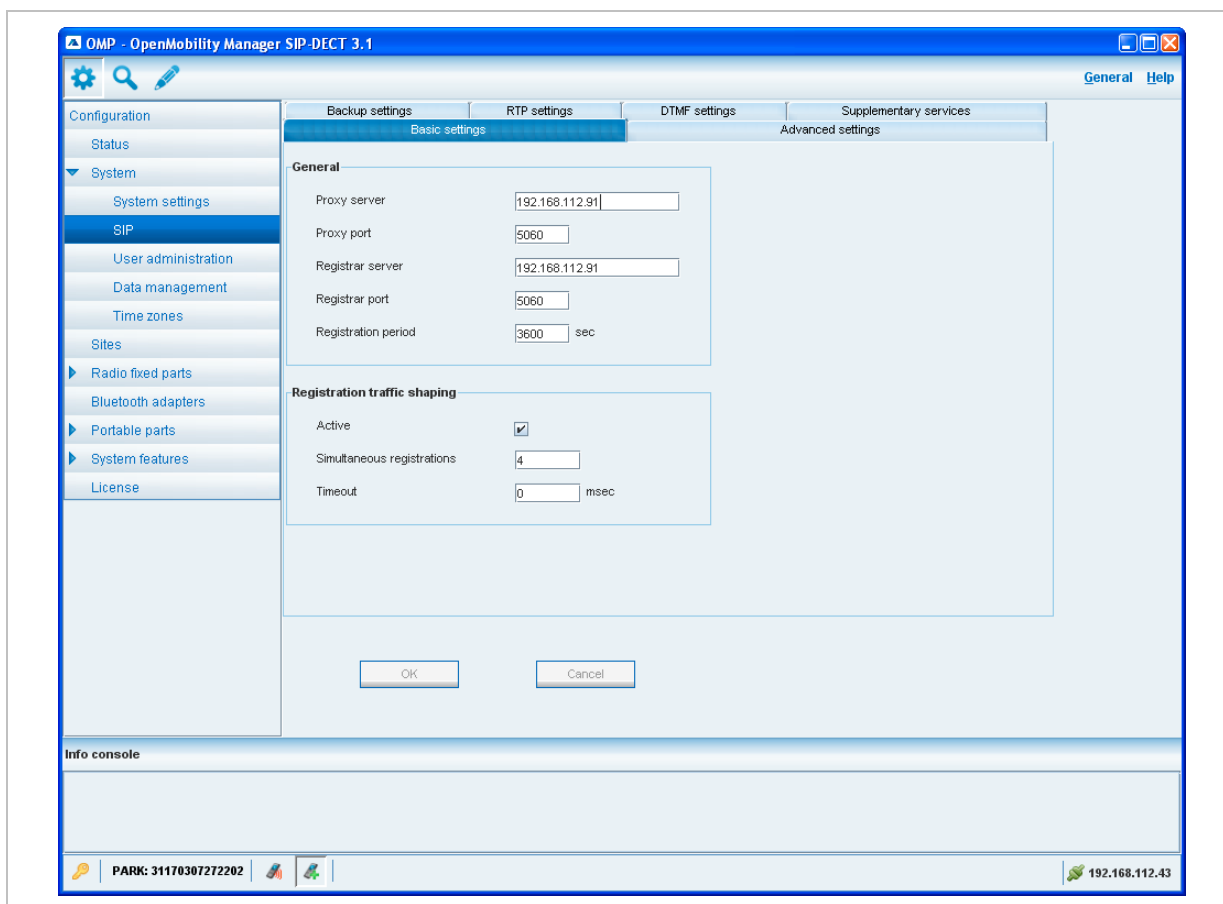 OMP - OpenMobility Manager SIP-DECT 3.1
General Help
Configuration
Status
System
System settings
SIP
User administration
Data management
Time zones
Sites
Radio fixed parts
Bluetooth adapters
Portable parts
System features
License
Backup settings RTP settings DTMF settings Supplementary services
Basic settings Advanced settings
General
Proxy server 192.168.112.91
Proxy port 5060
Registrar server 192.168.112.91
Registrar port 5060
Registration period 3600 sec
Registration traffic shaping
Active
Simultaneous registrations 4
Timeout 0 msec
OK Cancel
Info console
PARK: 31170307272202 192.168.112.43